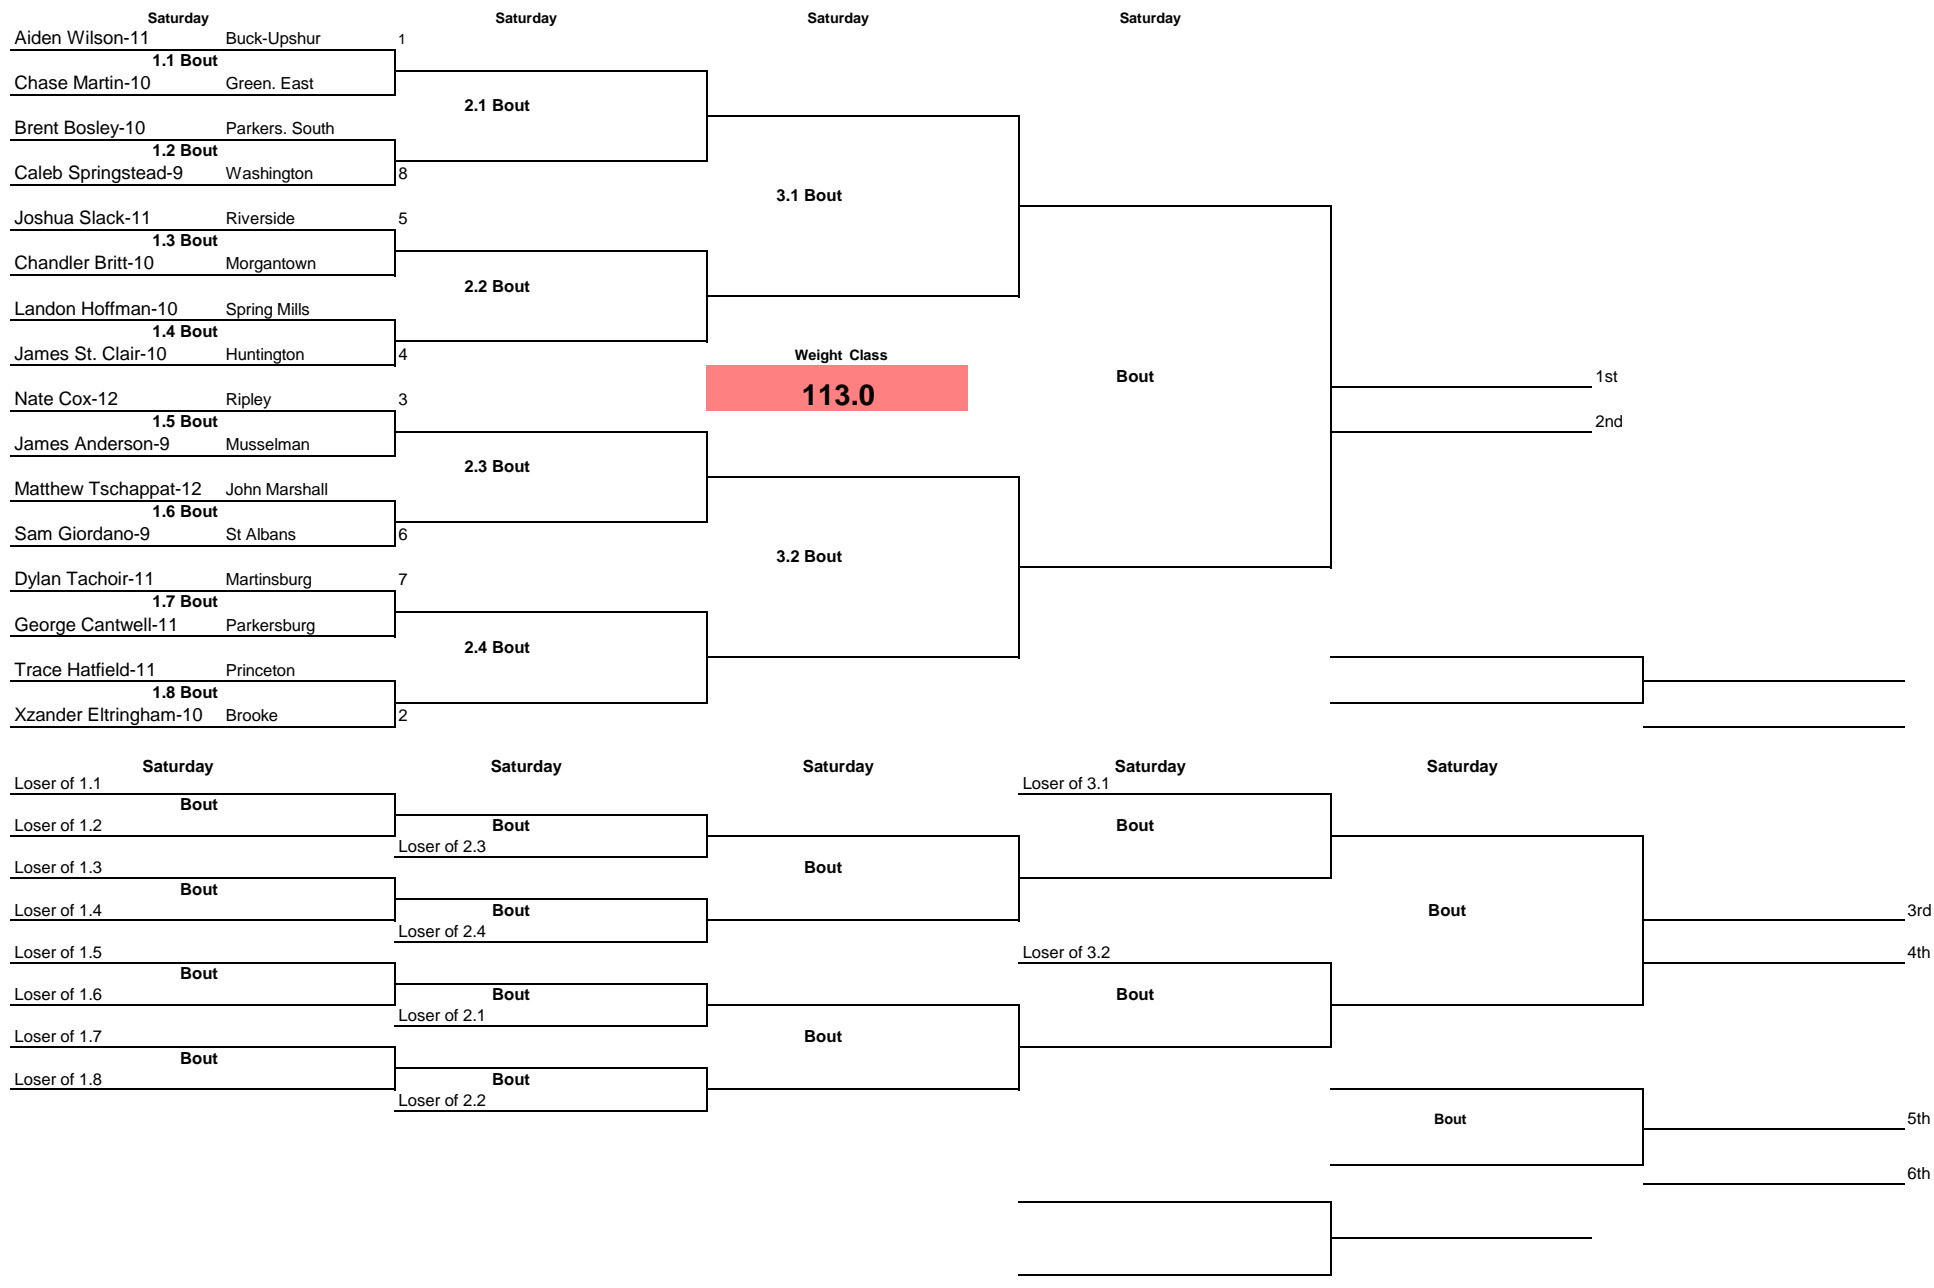 Saturday Saturday Saturday Saturday
Aiden Wilson-11 Buck-Upshur 1
1.1 Bout
Chase Martin-10 Green. East
2.1 Bout
Brent Bosley-10 Parkers. South
1.2 Bout
Caleb Springstead-9 Washington 8
3.1 Bout
Joshua Slack-11 Riverside 5
1.3 Bout
Chandler Britt-10 Morgantown
2.2 Bout
Landon Hoffman-10 Spring Mills
1.4 Bout
James St. Clair-10 Huntington 4 Weight Class
Bout 1st
Nate Cox-12 Ripley 3 113.0
1.5 Bout 2nd
James Anderson-9 Musselman
2.3 Bout
Matthew Tschappat-12 John Marshall
1.6 Bout
Sam Giordano-9 St Albans 6
3.2 Bout
Dylan Tachoir-11 Martinsburg 7
1.7 Bout
George Cantwell-11 Parkersburg
2.4 Bout
Trace Hatfield-11 Princeton
1.8 Bout
Xzander Eltringham-10 Brooke 2
Saturday Saturday Saturday Saturday Saturday
Loser of 1.1 Loser of 3.1
Bout
Loser of 1.2 Bout Bout
Loser of 2.3
Loser of 1.3 Bout
Bout
Loser of 1.4 Bout Bout 3rd
Loser of 2.4
Loser of 1.5 Loser of 3.2 4th
Bout
Loser of 1.6 Bout Bout
Loser of 2.1
Loser of 1.7 Bout
Bout
Loser of 1.8 Bout
Loser of 2.2
Bout 5th
6th